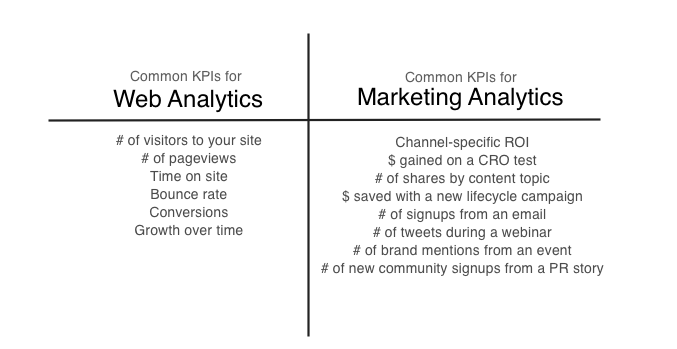 Common KPIs for
Web Analytics
# of visitors to your site
# of pageviews
Time on site
Bounce rate
Conversions
Growth over time
Common KPIs for
Marketing Analytics
Channel-specific ROI
$ gained on a CRO test
# of shares by content topic
$ saved with a new lifecycle campaign
# of signups from an email
# of tweets during a webinar
# of brand mentions from an event
# of new community signups from a PR story